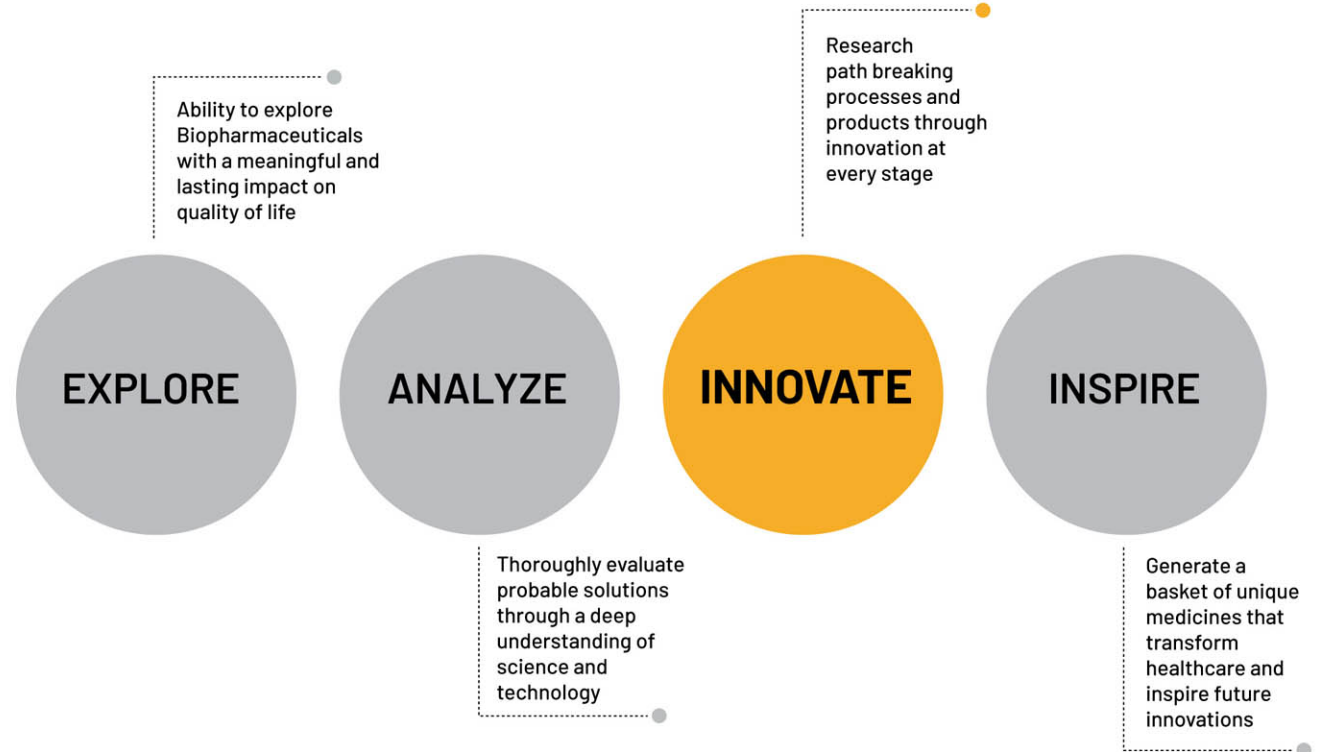 Ability to explore
Biopharmaceuticals
with a meaningful and
lasting impact on
quality of life
EXPLORE
Thoroughly evaluate
probable solutions
through a deep
understanding of
science and
technology
ANALYZE
Research
path breaking
processes and
products through
innovation at
every stage
INNOVATE
Generate a
basket of unique
medicines that
transform
healthcare and
inspire future
innovations
INSPIRE